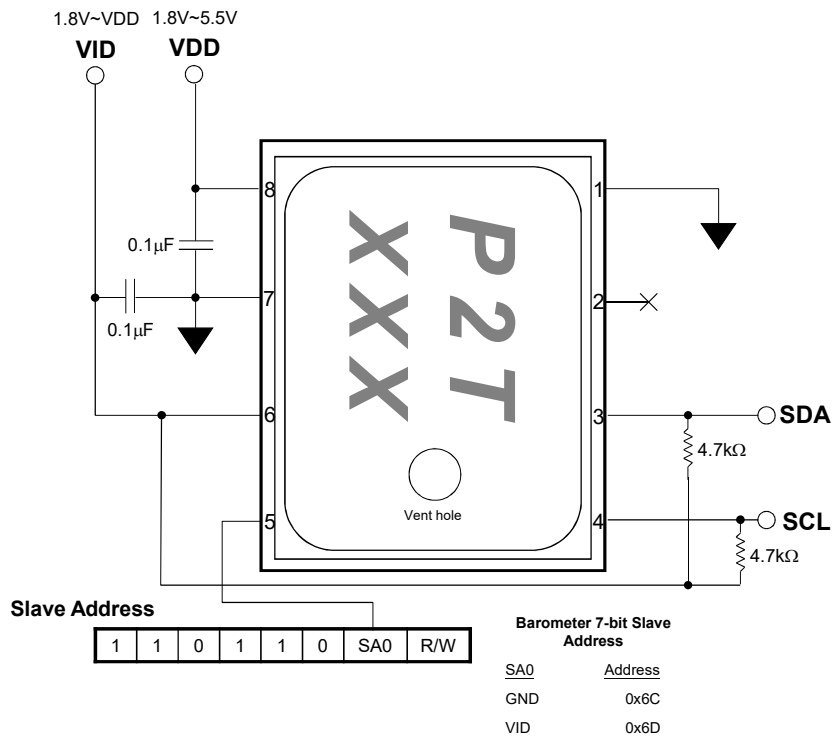 1.8V~VDD 1.8V~5.5V
VID VDD
8 1
0.1μF
7 2
0.1μF
P2T
XXX
6 3 SDA
4.7kΩ
Vent hole
5 4 SCL
4.7kΩ
Slave Address
1 1 0 1 1 0 SA0 R/W
Barometer 7-bit Slave
Address
SA0 Address
GND 0x6C
VID 0x6D